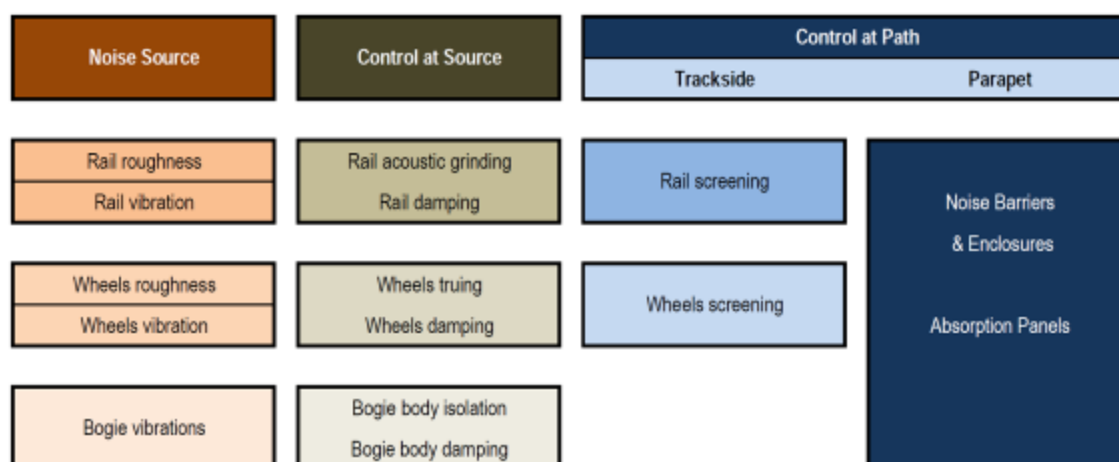 Noise Source
Control at Source
Control at Path
Trackside
Parapet
Rail roughness
Rail vibration
Rail acoustic grinding
Rail damping
Rail screening
Noise Barriers
& Enclosures
Absorption Panels
Wheels roughness
Wheels vibration
Wheels truing
Wheels damping
Wheels screening
Bogie vibrations
Bogie body isolation
Bogie body damping